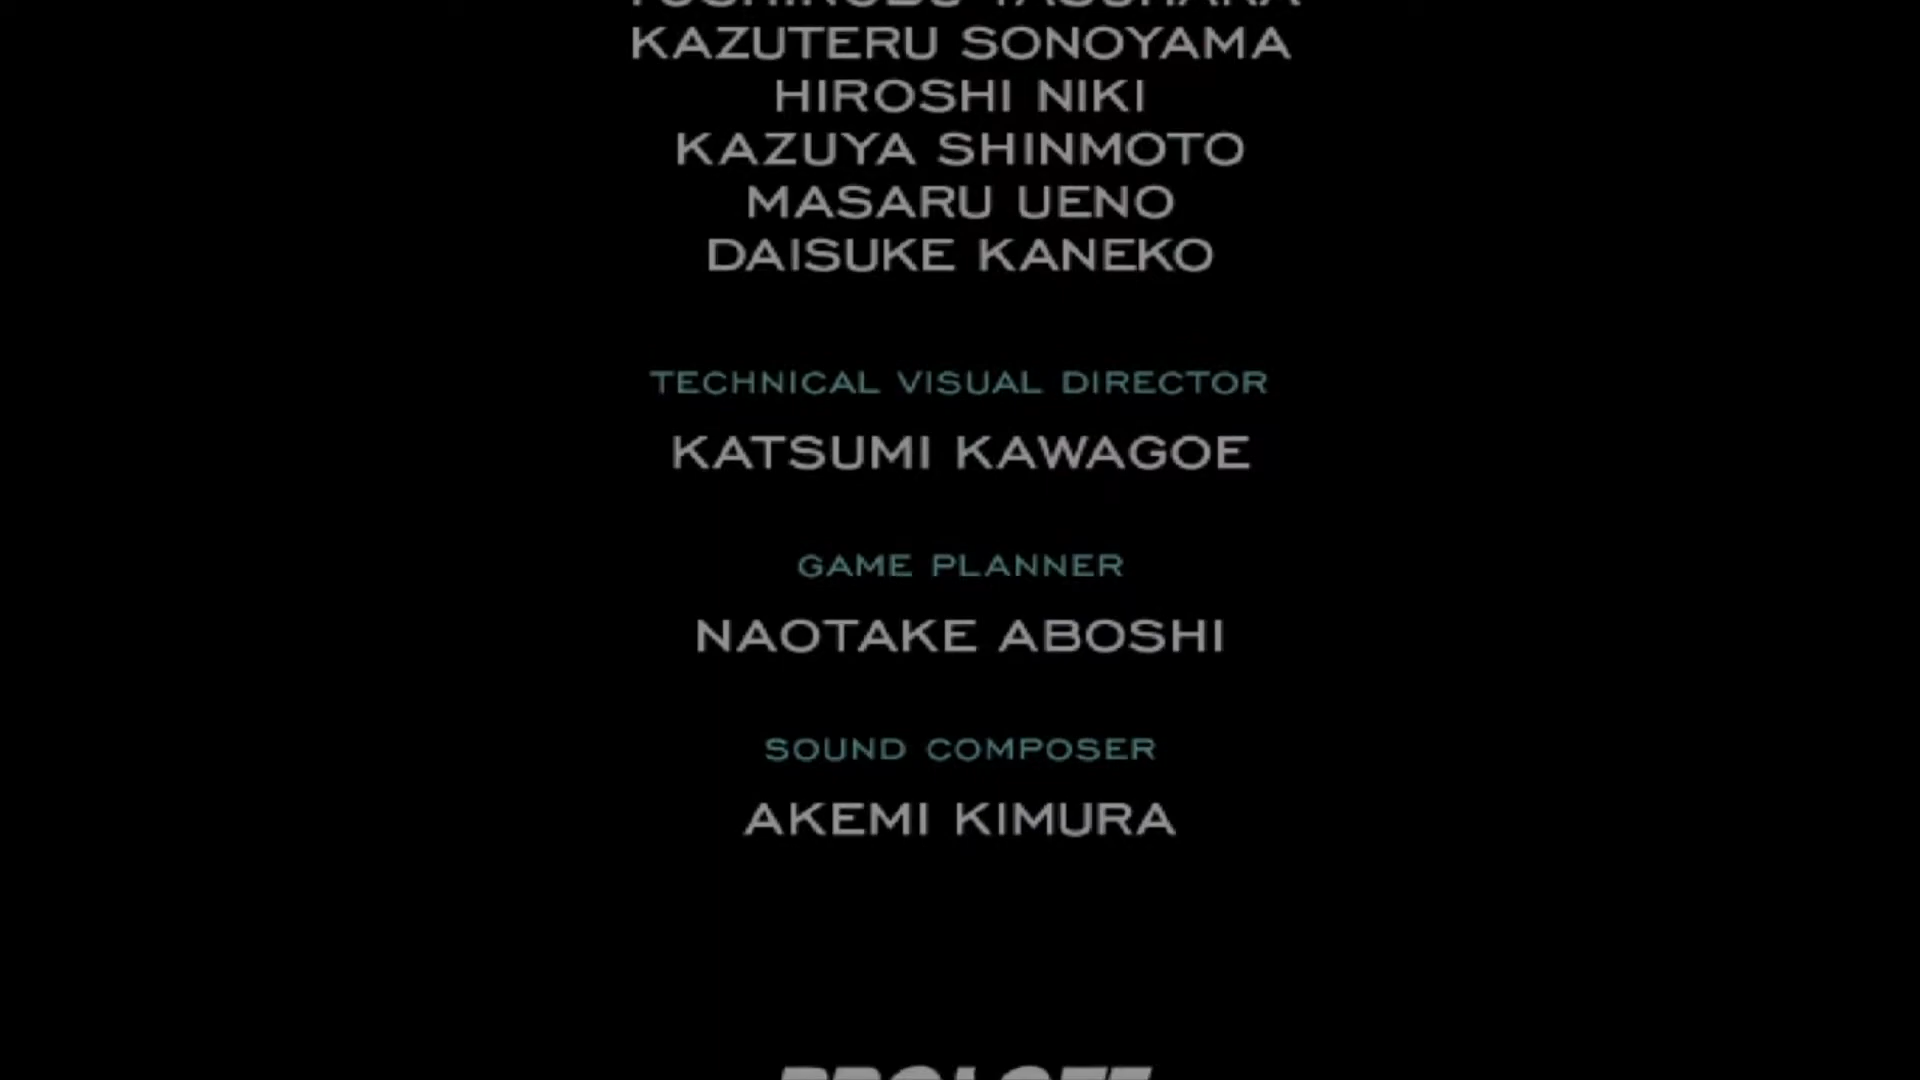 KAZUTERU SONOYAMA
HIROSHI NIKI
KAZUYA SHINMOTO
MASARU UENO
DAISUKE KANEKO
TECHNICAL VISUAL DIRECTOR
KATSUMI KAWAGOE
GAME PLANNER
NAOTAKE ABOSHI
SOUND COMPOSER
AKEMI KIMURA